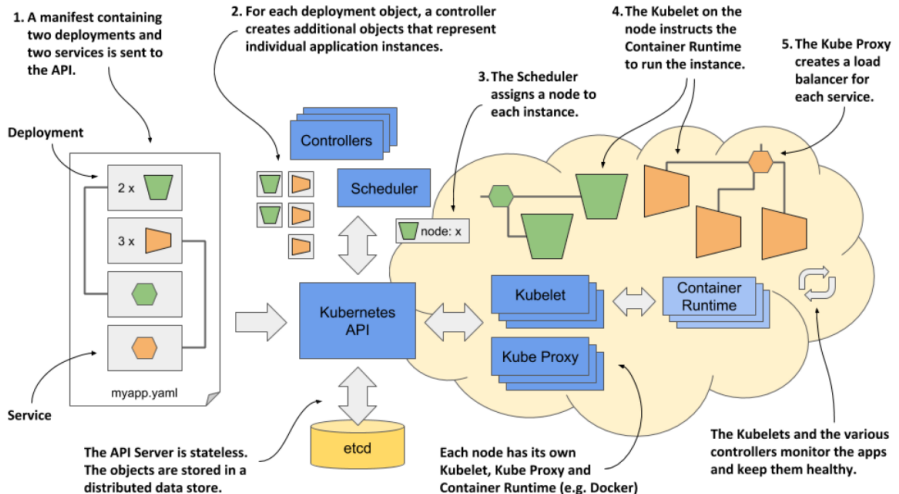 1. A manifest containing
two deployments and
two services is sent to
the API.
2. For each deployment object, a controller
creates additional objects that represent
individual application instances.
3. The Scheduler
assigns a node to
each instance.
4. The Kubelet on the
node instructs the
Container Runtime
to run the instance.
5. The Kube Proxy
creates a load
balancer for
each service.
Deployment
2 x
3 x
myapp.yaml
Service
Controllers
Scheduler
node: x
Kubernetes
API
etcd
Kubelet
Kube Proxy
Container
Runtime
The API Server is stateless.
The objects are stored in a
distributed data store.
Each node has its own
Kubelet, Kube Proxy and
Container Runtime (e.g. Docker)
The Kubelets and the various
controllers monitor the apps
and keep them healthy.